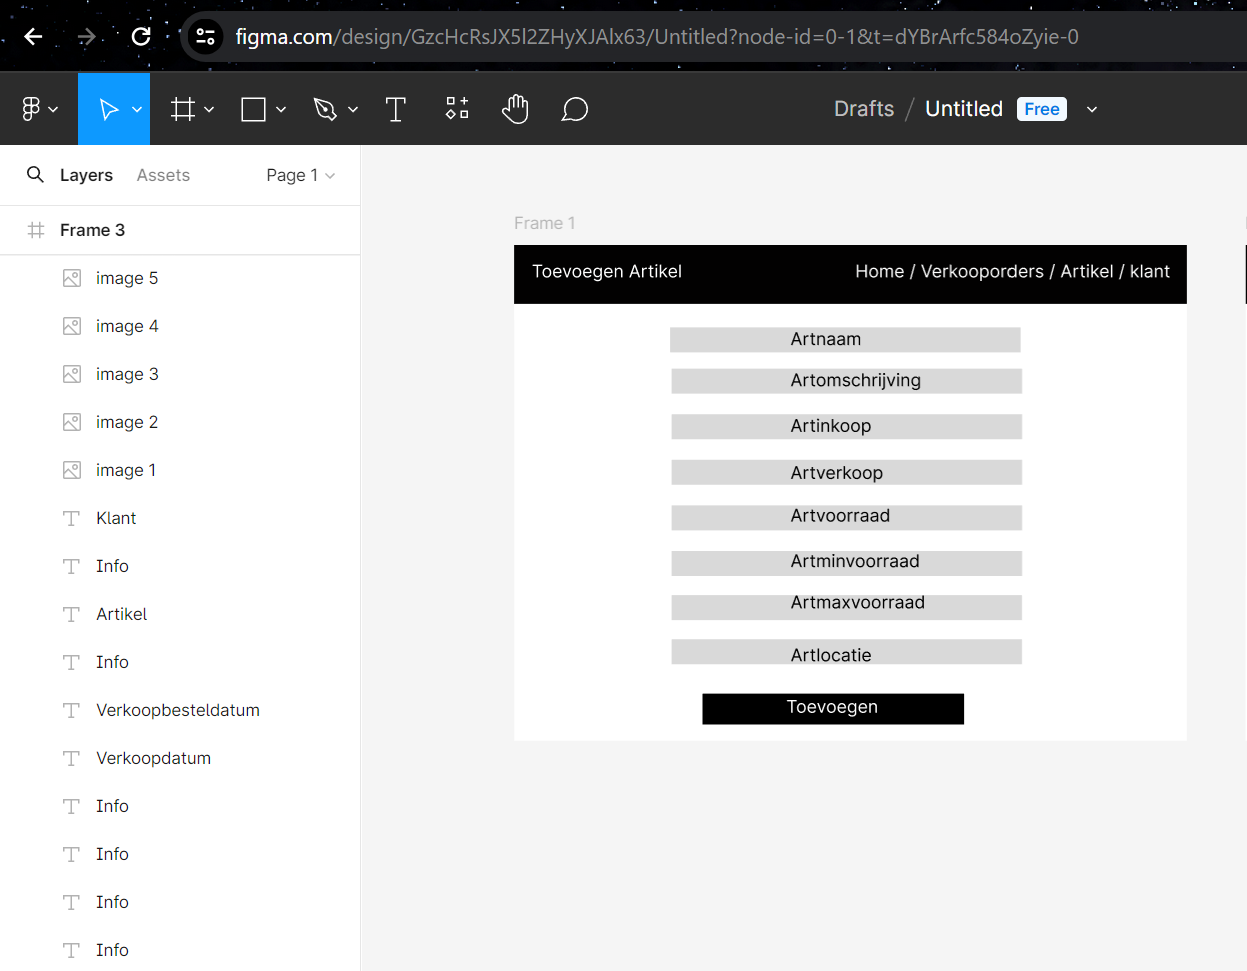 figma.com/design/GzcHcRsJX5l2ZHyXJAlx63/Untitled?node-id=0-1&t=dYBrArfc584oZyie-0
Drafts / Untitled Free
Layers Assets Page 1
Frame 3
image 5
image 4
image 3
image 2
image 1
Klant
Info
Artikel
Info
Verkoopbesteldatum
Verkoopdatum
Info
Info
Info
Info
Frame 1
Toevoegen Artikel Home / Verkooporders / Artikel / klant
Artnaam
Artomschrijving
Artinkoop
Artverkoop
Artvoorraad
Artminvoorraad
Artmaxvoorraad
Artlocatie
Toevoegen